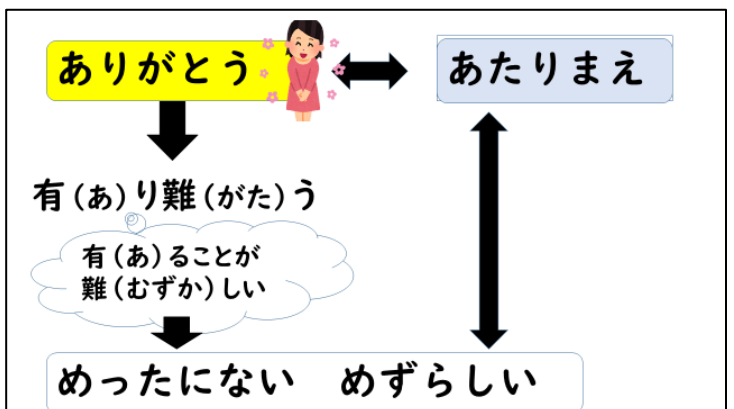 ありがとう
あたりまえ
有(あ)り難(がた)う
有(あ)ることが
難(むずか)しい
めったにない　めずらしい